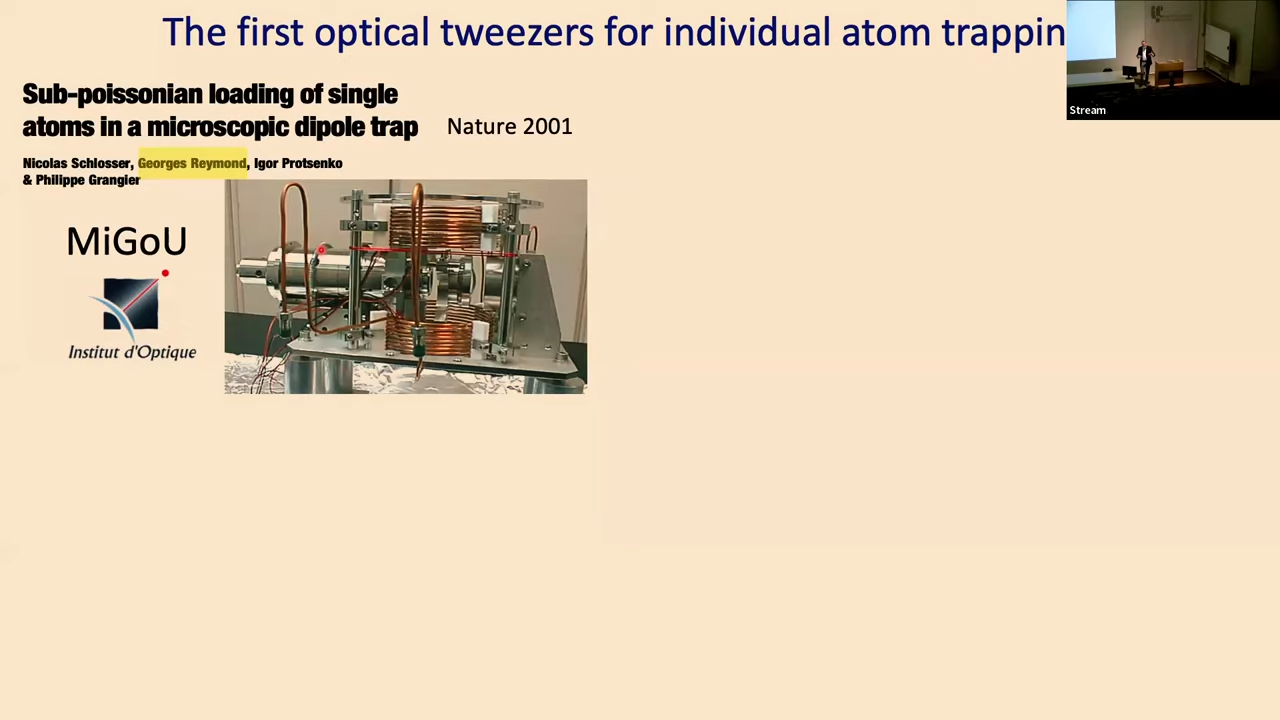 The first optical tweezers for individual atom trappin
Stream
Sub-poissonian loading of single
atoms in a microscopic dipole trap
Nature 2001
Nicolas Schlosser, Georges Reymond, Igor Protsenko
& Philippe Grangier
MiGoU
Institut d'Optique